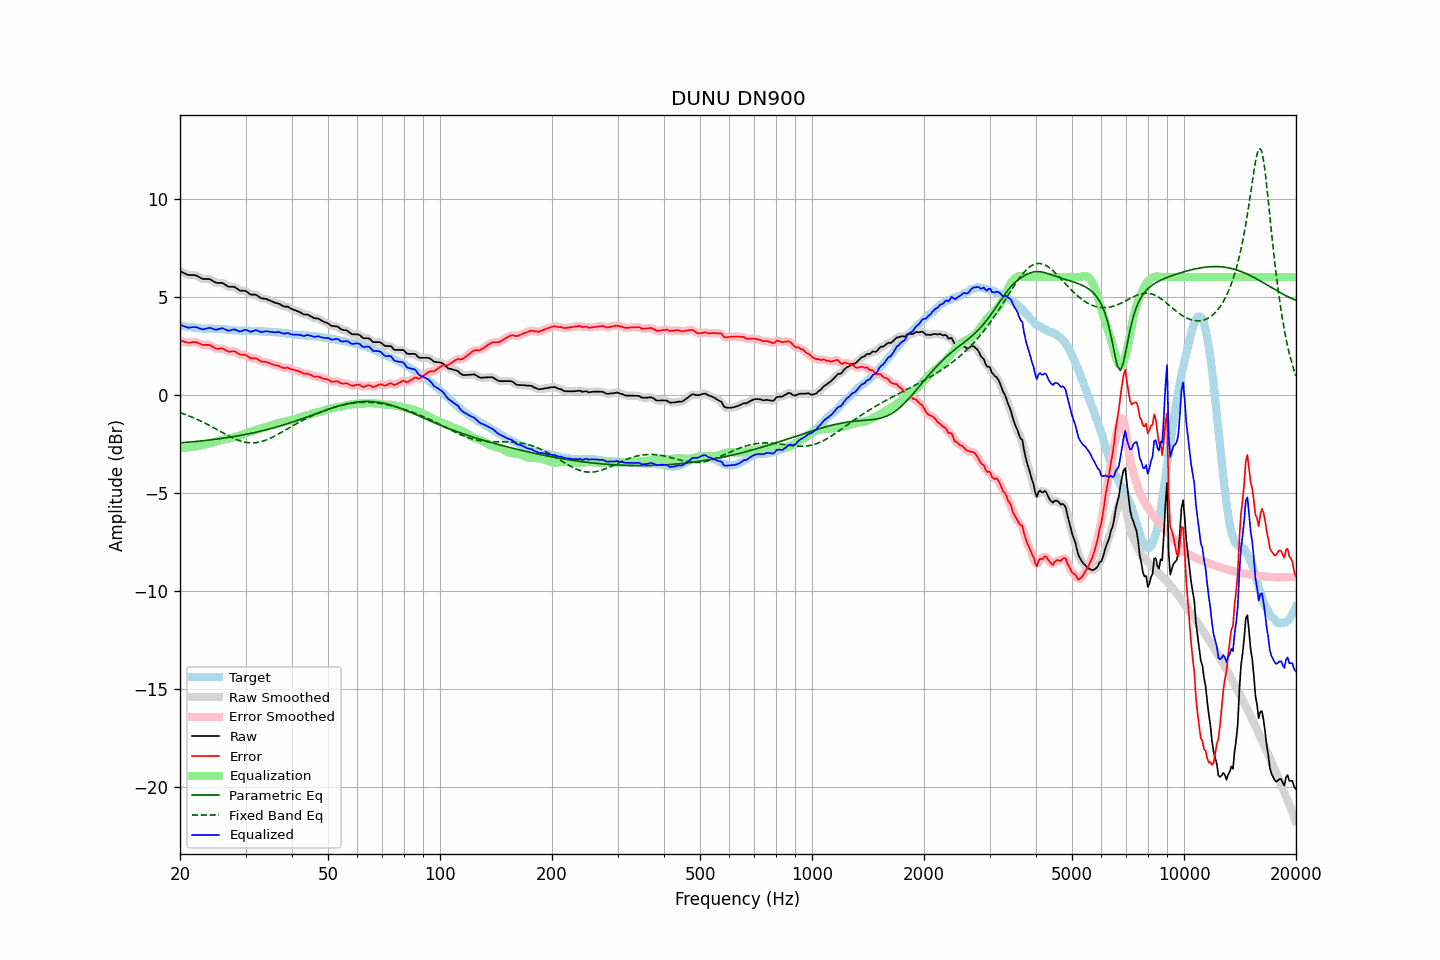 DUNU DN900
Amplitude (dBr)
10
5
0
−5
−10
−15
−20
Target
Raw Smoothed
Error Smoothed
Raw
Error
Equalization
Parametric Eq
Fixed Band Eq
Equalized
20
50
100
200
500
1000
2000
5000
10000
20000
Frequency (Hz)